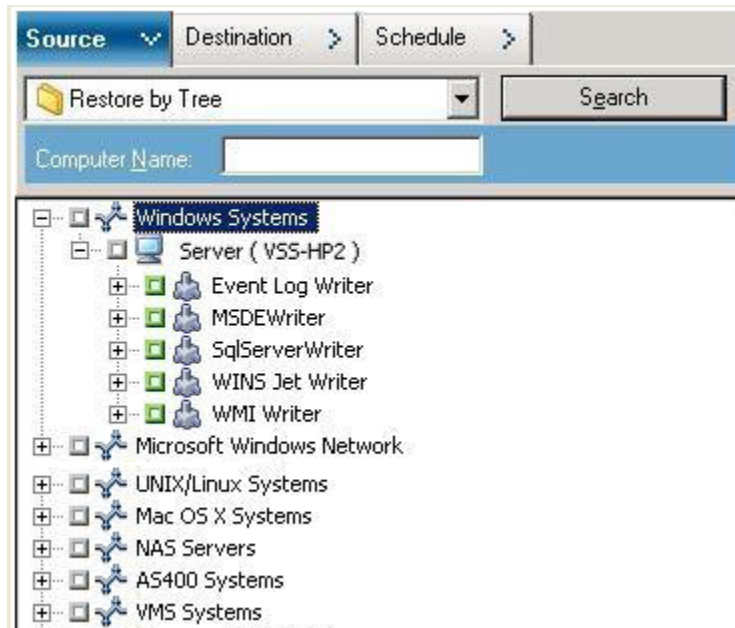 Source Destination Schedule
Restore by Tree Search
Computer Name:
Windows Systems
Server ( VSS-HP2 )
Event Log Writer
MSDEWriter
SqlServerWriter
WINS Jet Writer
WMI Writer
Microsoft Windows Network
UNIX/Linux Systems
Mac OS X Systems
NAS Servers
AS400 Systems
VMS Systems